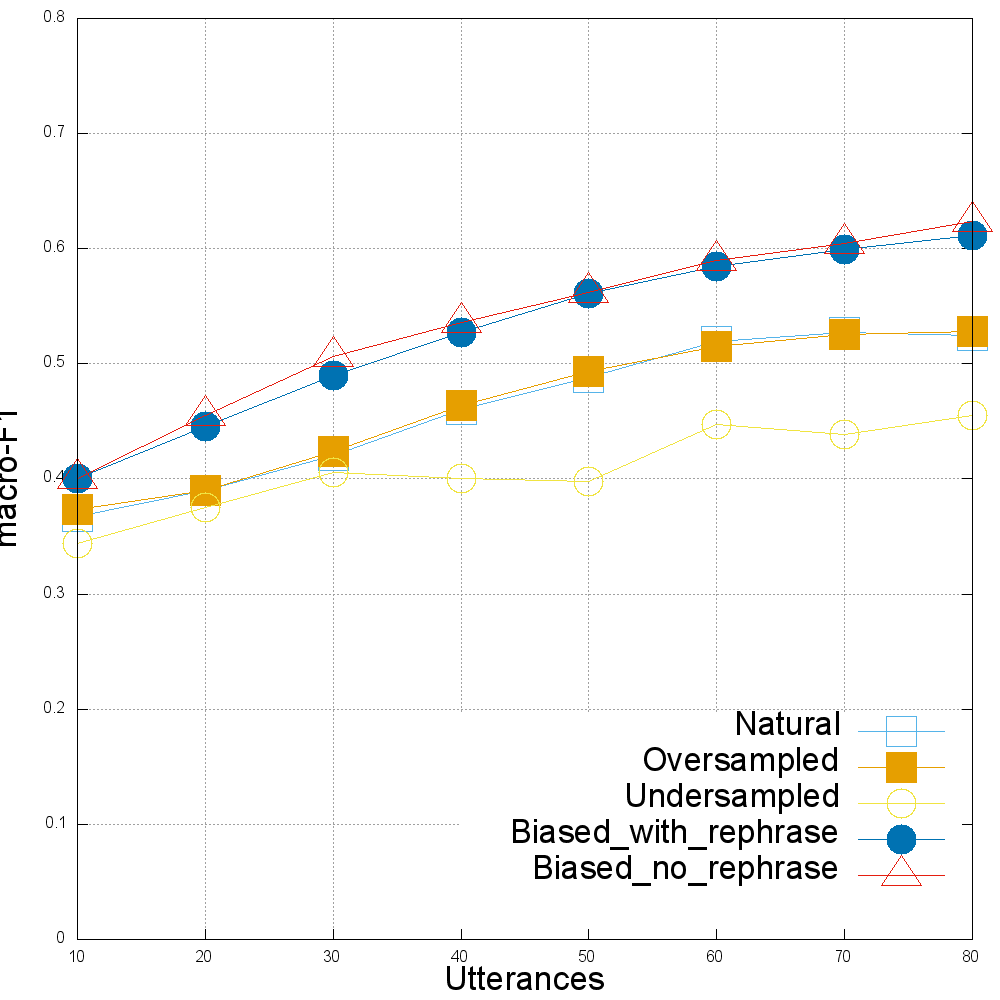 0.8
0.7
0.6
0.5
0.4
0.3
0.2
0.1
0
macro-F1
Natural
Oversampled
Undersampled
Biased_with_rephrase
Biased_no_rephrase
10 20 30 40 50 60 70 80
Utterances